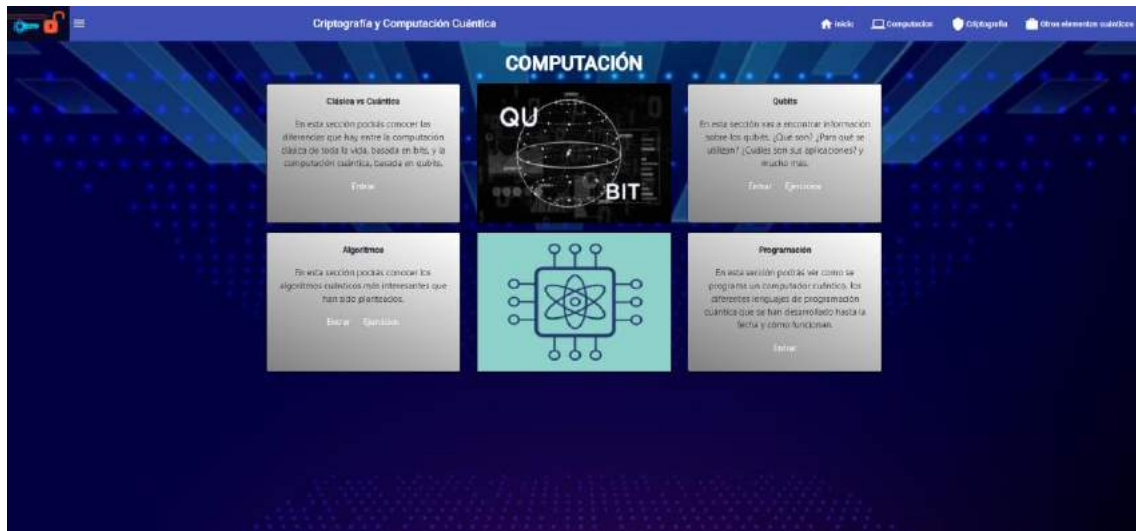 Criptografía y Computación Cuántica
Inicio
Computacion
Criptografía
Otros elementos cuánticos
COMPUTACIÓN
Clásica vs Cuántica
En esta sección podrás conocer las
diferencias que hay entre la computación
clásica de toda la vida, basada en bits, y la
computación cuántica, basada en qubits.
Entrar
QU
BIT
Qubits
En esta sección vas a encontrar información
sobre los qubits. ¿Qué son? ¿Para qué se
utilizan? ¿Cuáles son sus aplicaciones? y
mucho más.
Entrar Ejercicios
Algoritmos
En esta sección podrás conocer los
algoritmos cuánticos más interesantes que
han sido planteados.
Entrar Ejercicios
Programación
En esta sección podrás ver como se
programa un computador cuántico, los
diferentes lenguajes de programación
cuántica que se han desarrollado hasta la
fecha y cómo funcionan.
Entrar